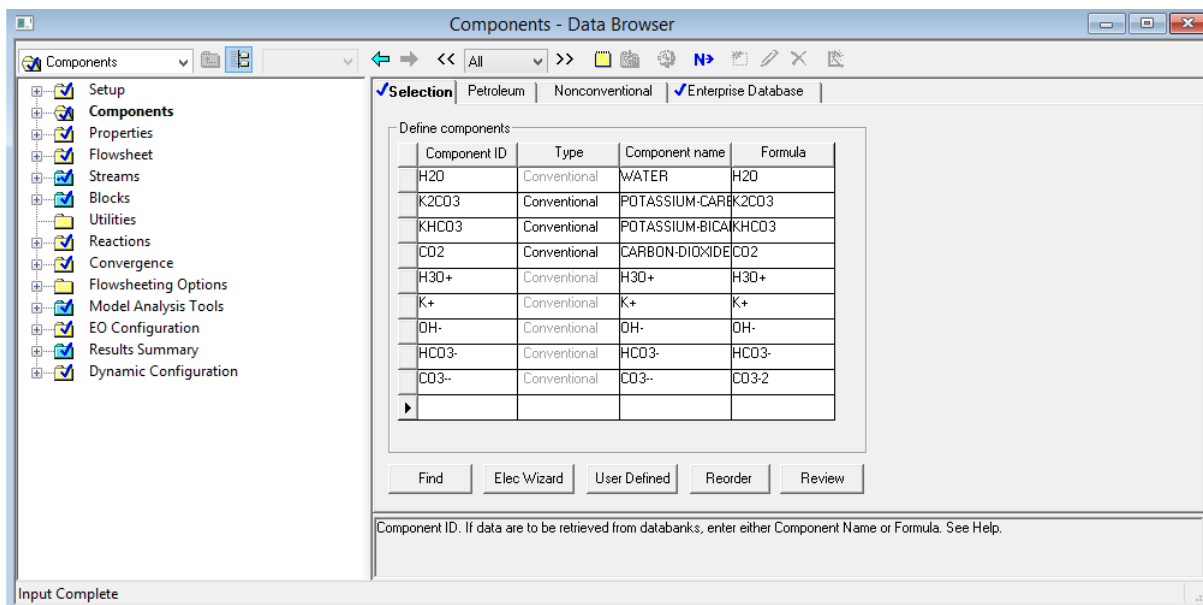 Components - Data Browser
Components
<< All >> N>
Setup
Components
Properties
Flowsheet
Streams
Blocks
Utilities
Reactions
Convergence
Flowsheeting Options
Model Analysis Tools
EO Configuration
Results Summary
Dynamic Configuration
Selection Petroleum Nonconventional Enterprise Database
Define components
Component ID Type Component name Formula
H2O Conventional WATER H2O
K2CO3 Conventional POTASSIUM-CARB K2CO3
KHCO3 Conventional POTASSIUM-BICA KHCO3
CO2 Conventional CARBON-DIOXIDE CO2
H3O+ Conventional H3O+ H3O+
K+ Conventional K+ K+
OH- Conventional OH- OH-
HCO3- Conventional HCO3- HCO3-
CO3-- Conventional CO3-- CO3-2
Find Elec Wizard User Defined Reorder Review
Component ID. If data are to be retrieved from databanks, enter either Component Name or Formula. See Help.
Input Complete